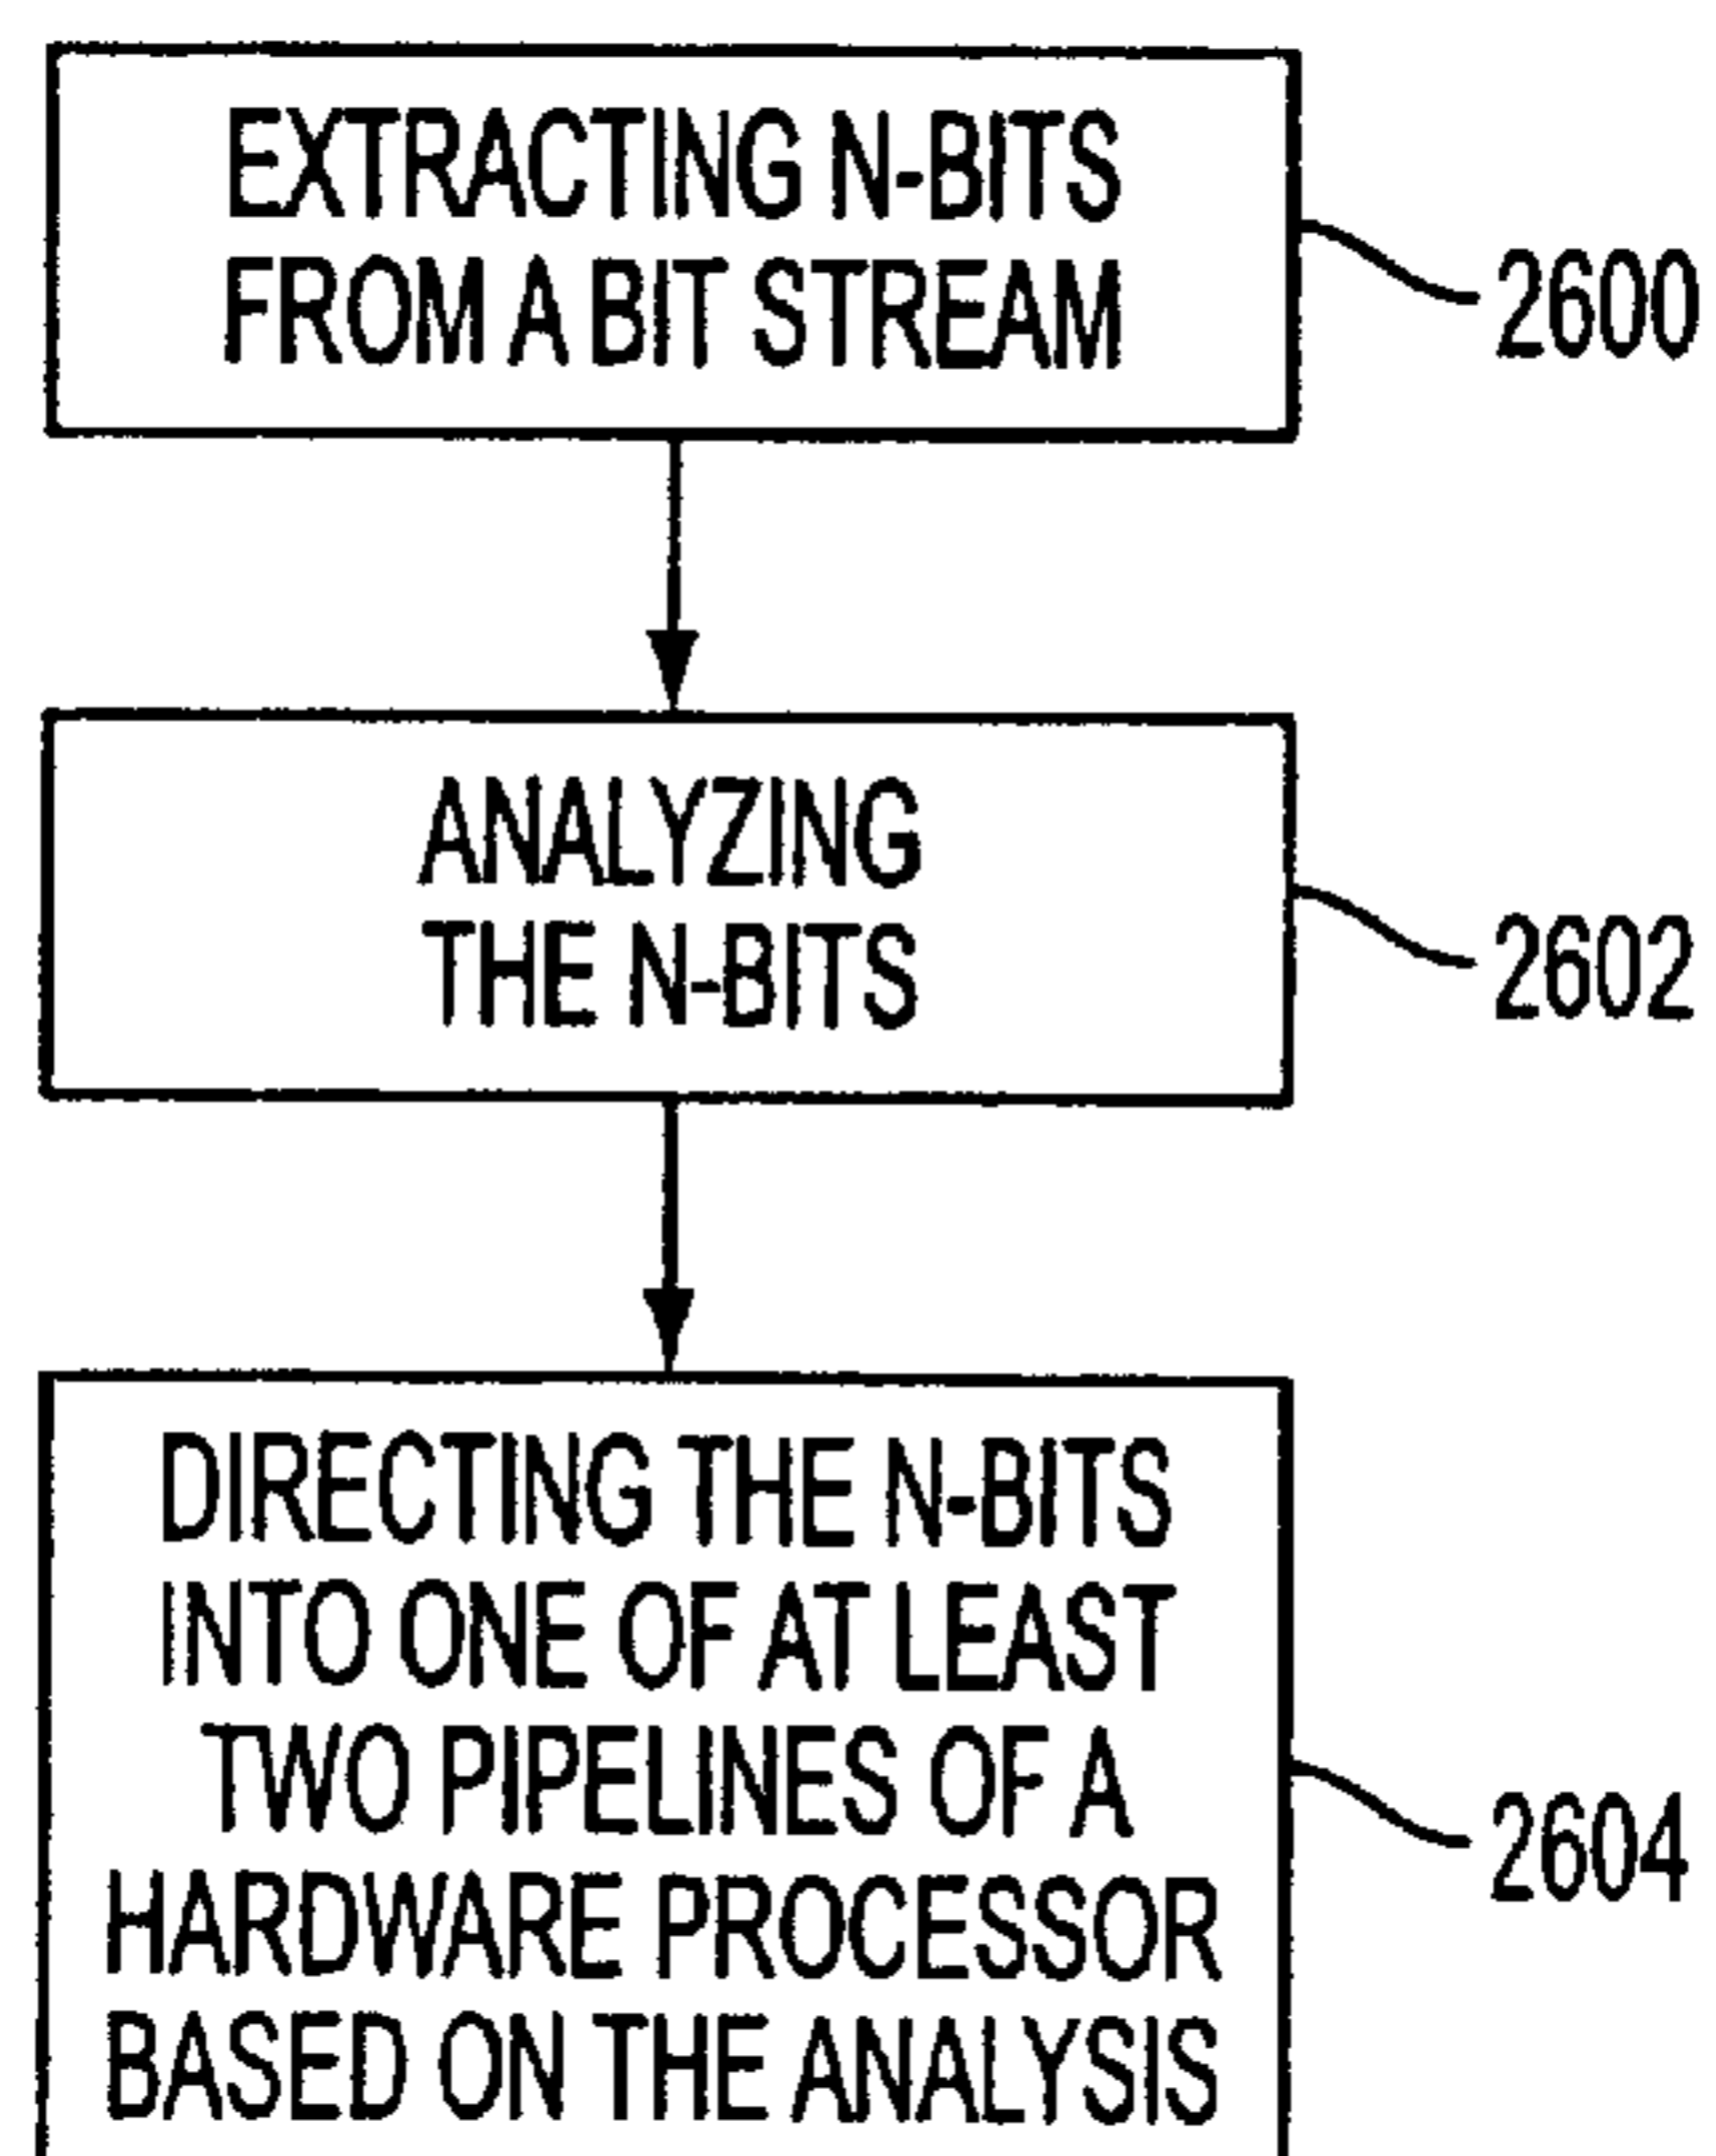 EXTRACTING N-BITS
FROM A BIT STREAM
2600
ANALYZING
THE N-BITS
2602
DIRECTING THE N-BITS
INTO ONE OF AT LEAST
TWO PIPELINES OF A
HARDWARE PROCESSOR
BASED ON THE ANALYSIS
2604